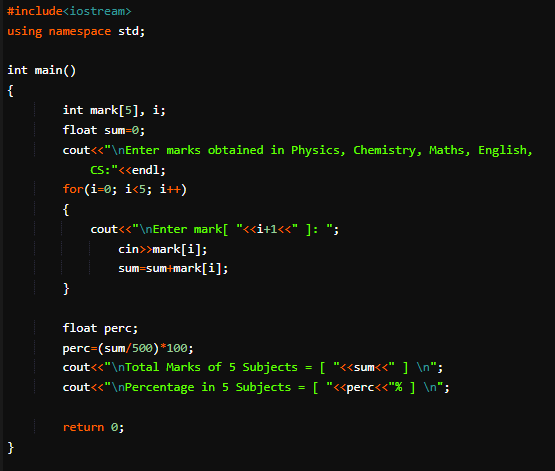 #include<iostream>
using namespace std;
int main()
{
int mark[5], i;
float sum=0;
cout<<"\nEnter marks obtained in Physics, Chemistry, Maths, English,
CS:"<<endl;
for(i=0; i<5; i++)
{
cout<<"\nEnter mark[ "<<i+1<<" ]: ";
cin>>mark[i];
sum=sum+mark[i];
}
float perc;
perc=(sum/500)*100;
cout<<"\nTotal Marks of 5 Subjects = [ "<<sum<<" ] \n";
cout<<"\nPercentage in 5 Subjects = [ "<<perc<<"% ] \n";
return 0;
}